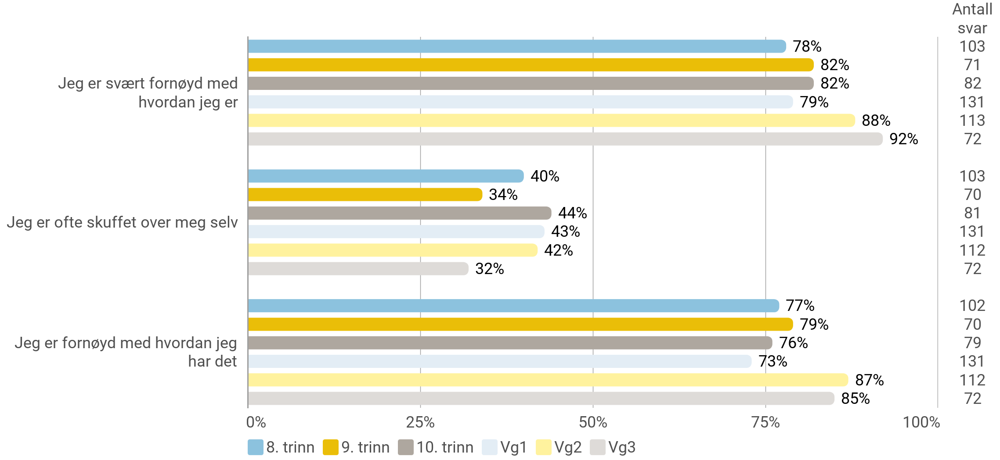 Antall
svar
78% 103
82% 71
Jeg er svært fornøyd med 82% 82
hvordan jeg er 79% 131
88% 113
92% 72
40% 103
34% 70
44% 81
Jeg er ofte skuffet over meg selv 43% 131
42% 112
32% 72
77% 102
79% 70
Jeg er fornøyd med hvordan jeg 76% 79
har det 73% 131
87% 112
85% 72
0% 25% 50% 75% 100%
8. trinn 9. trinn 10. trinn Vg1 Vg2 Vg3